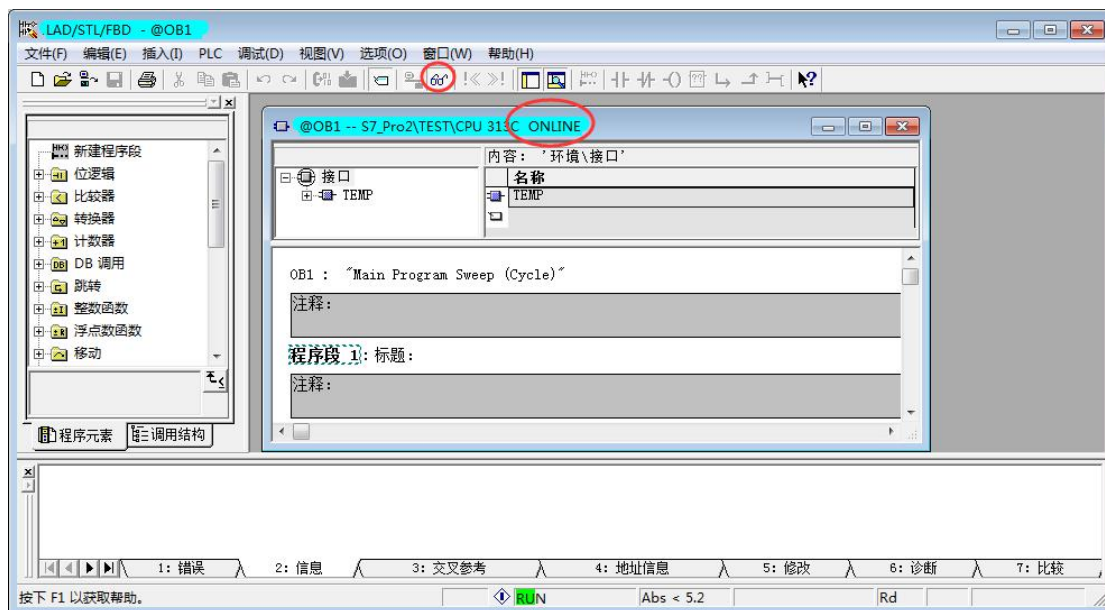 LAD/STL/FBD - @OB1
文件(F) 编辑(E) 插入(I) PLC 调试(D) 视图(V) 选项(O) 窗口(W) 帮助(H)
@OB1 -- S7_Pro2\TEST\CPU 313C ONLINE
新建程序段
位逻辑
比较器
转换器
计数器
DB 调用
跳转
整数函数
浮点数函数
移动
程序元素 调用结构
内容: '环境\接口'
接口
TEMP
名称
TEMP
OB1 : "Main Program Sweep (Cycle)"
注释:
程序段 1: 标题:
注释:
1: 错误 2: 信息 3: 交叉参考 4: 地址信息 5: 修改 6: 诊断 7: 比较
按下 F1 以获取帮助。 RUN Abs < 5.2 Rd